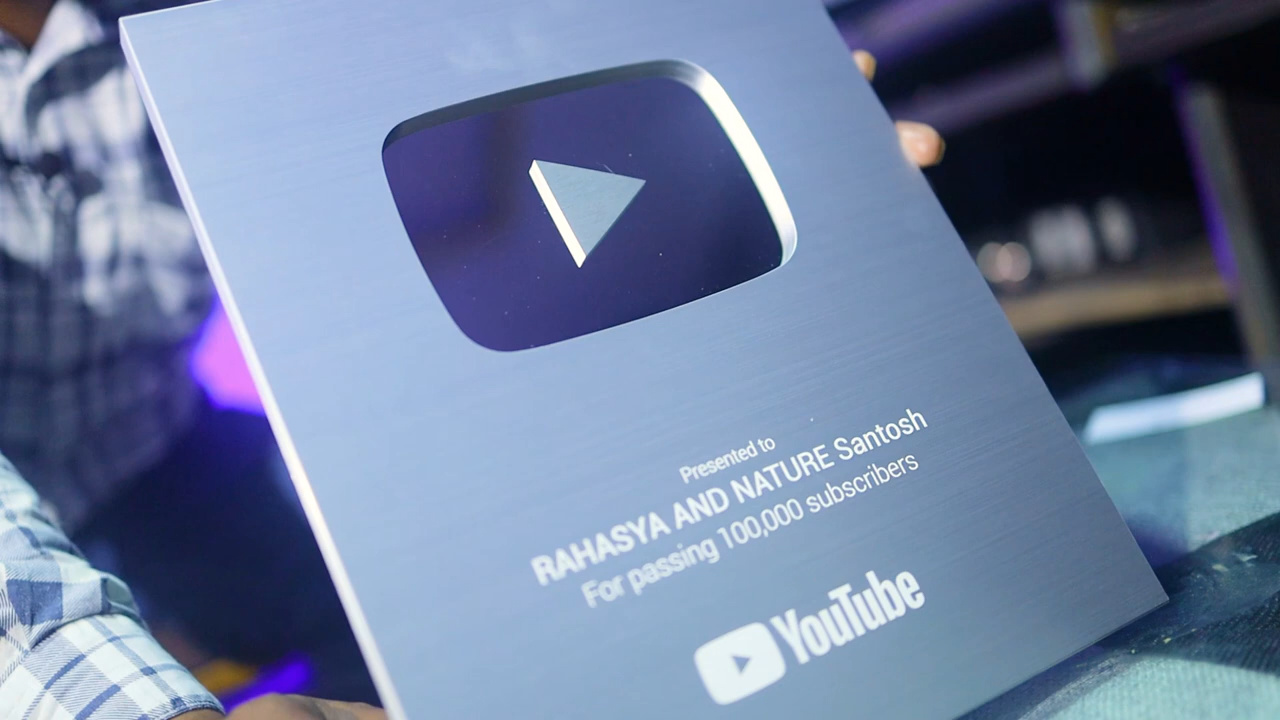 Presented to
RAHASYA AND NATURE Santosh
For passing 100,000 subscribers
YouTube